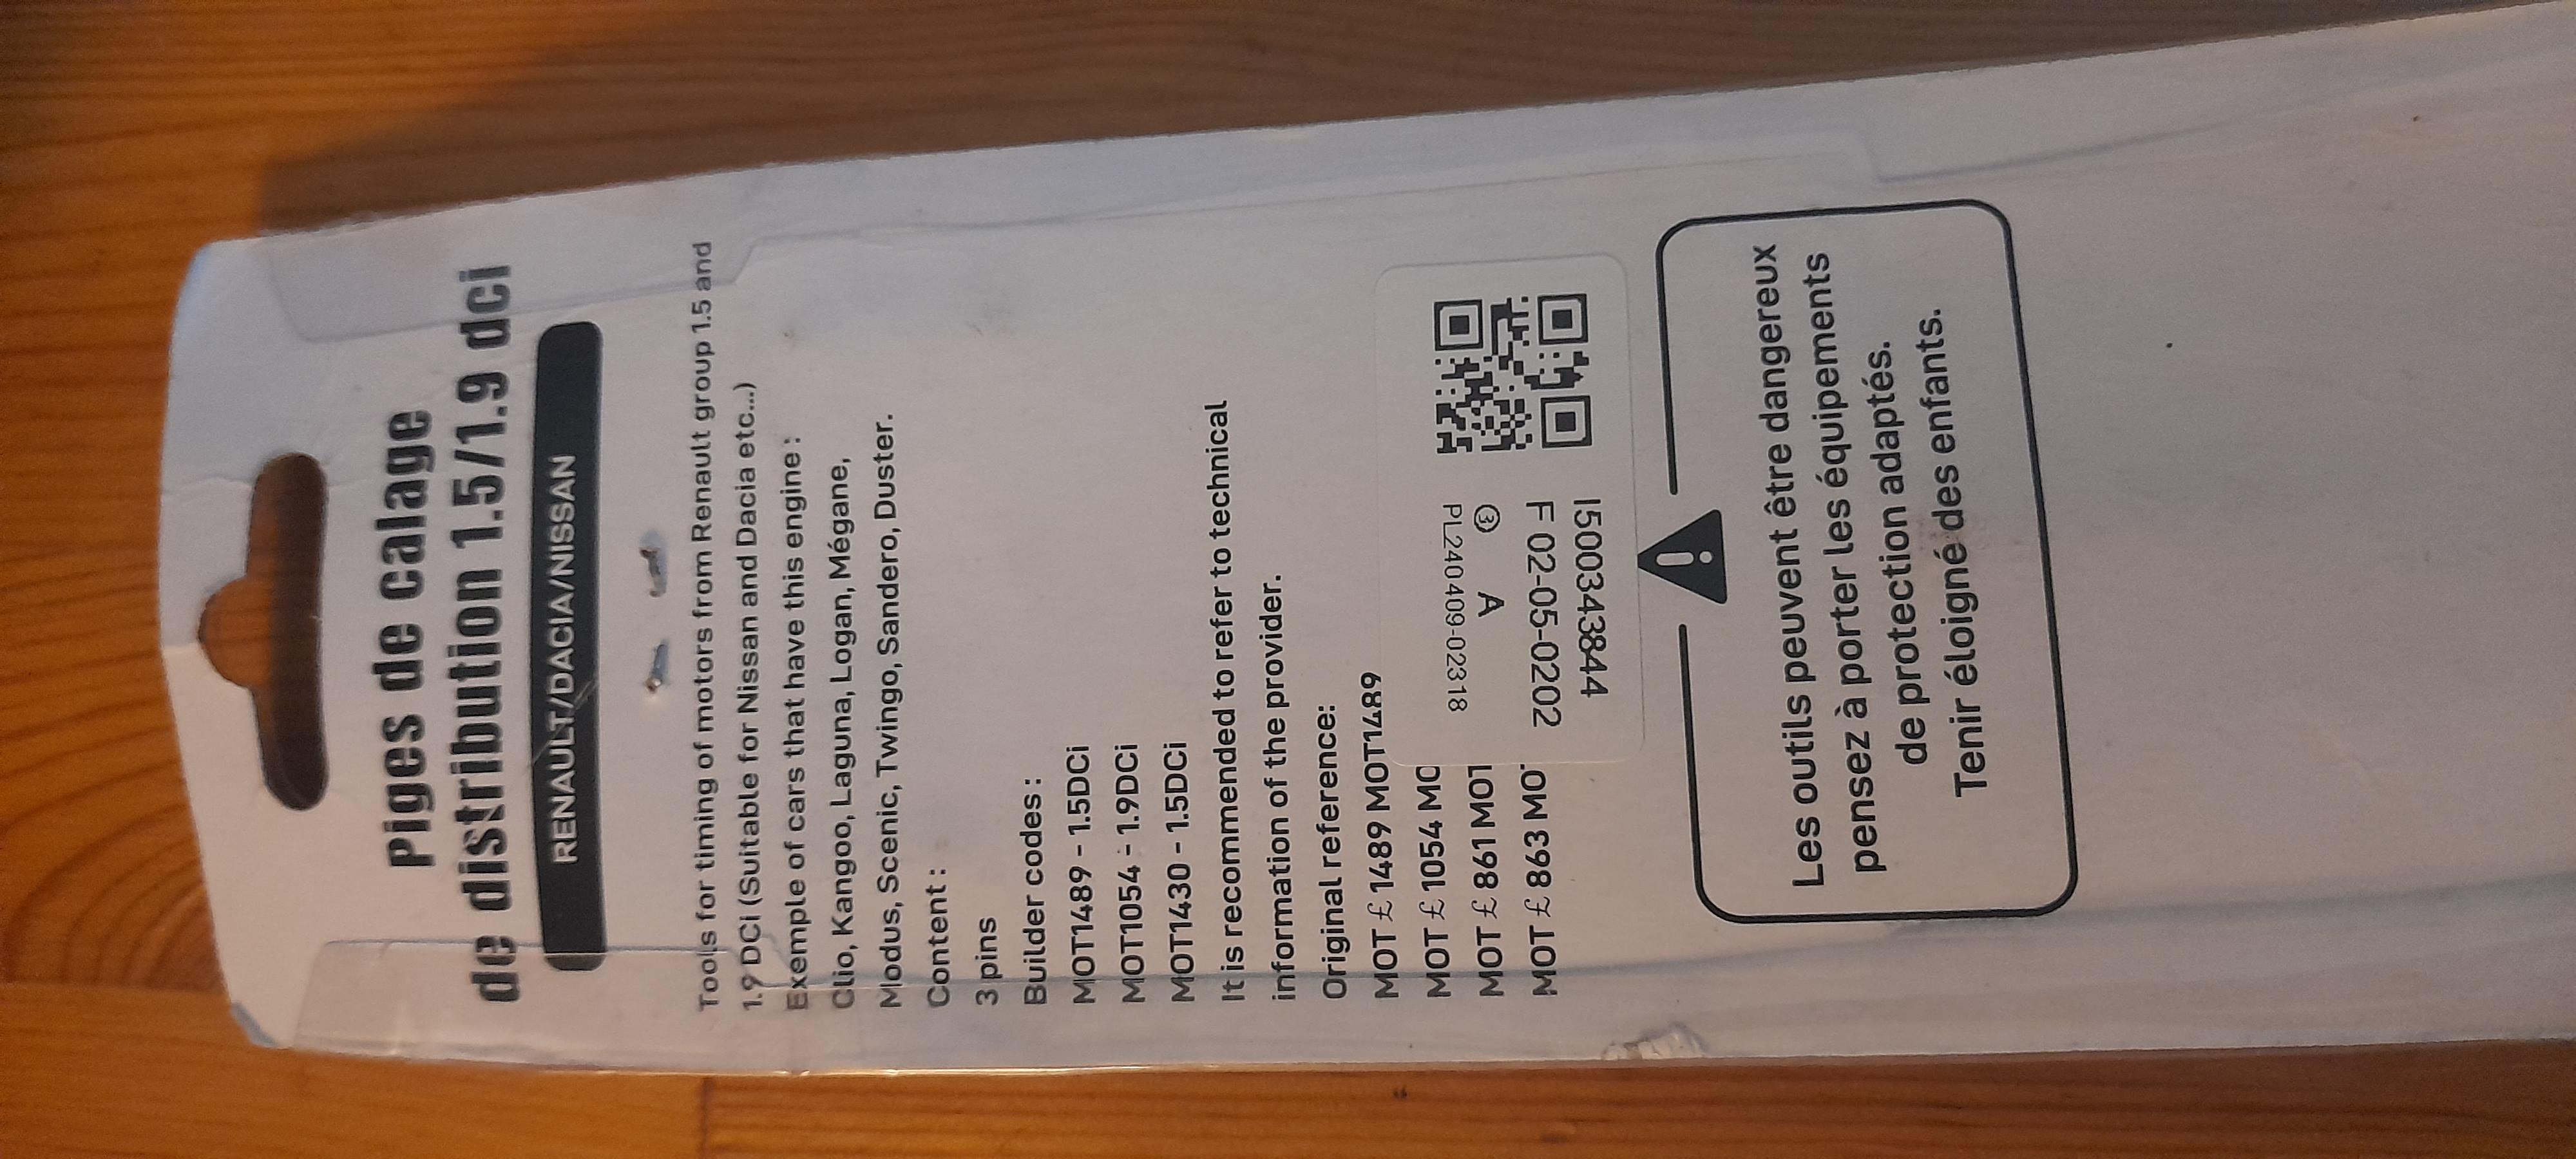 Piges de calage
de distribution 1.5/1.9 dci
RENAULT/DACIA/NISSAN
Tools for timing of motors from Renault group 1.5 and
1.9 DCi (Suitable for Nissan and Dacia etc...)
Exemple of cars that have this engine :
Clio, Kangoo, Laguna, Logan, Mégane,
Modus, Scenic, Twingo, Sandero, Duster.
Content :
3 pins
Builder codes :
MOT1489 - 1.5DCi
MOT1054 - 1.9DCi
MOT1430 - 1.5DCi
It is recommended to refer to technical
information of the provider.
Original reference:
MOT £ 1489 MOT1489
MOT £ 1054 MO
MOT £ 861 MOT
MOT £ 863 MO
PL240409-02318
③ A
F 02-05-0202
I500343844
Les outils peuvent être dangereux
pensez à porter les équipements
de protection adaptés.
Tenir éloigné des enfants.